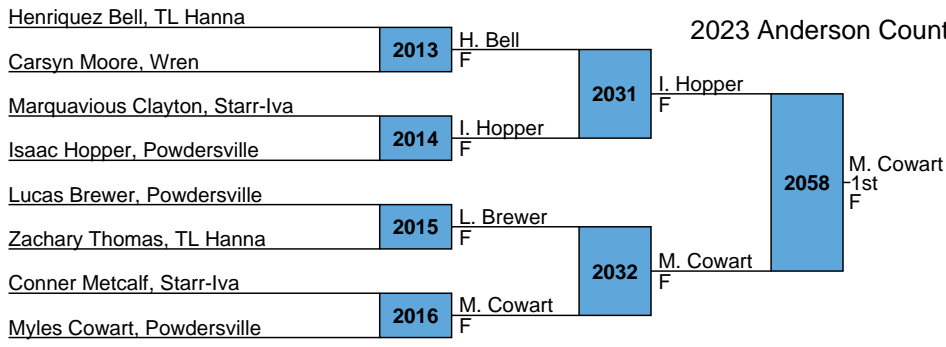 Henriquez Bell, TL Hanna
2023 Anderson Count
2013
H. Bell
F
Carsyn Moore, Wren
2031
I. Hopper
F
Marquavious Clayton, Starr-Iva
2014
I. Hopper
F
Isaac Hopper, Powdersville
2058
M. Cowart
1st
F
Lucas Brewer, Powdersville
2015
L. Brewer
F
Zachary Thomas, TL Hanna
2032
M. Cowart
F
Conner Metcalf, Starr-Iva
2016
M. Cowart
F
Myles Cowart, Powdersville